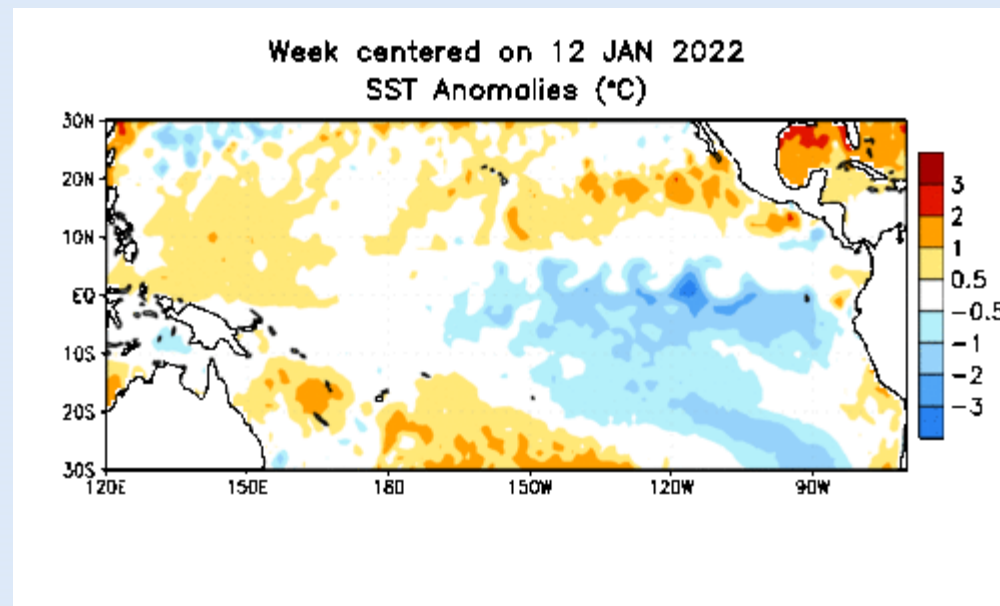 Week centered on 12 JAN 2022
SST Anomalies (°C)
30N
20N
10N
EQ
10S
20S
30S
120E 150E 180 150W 120W 90W
3
2
1
0.5
-0.5
-1
-2
-3